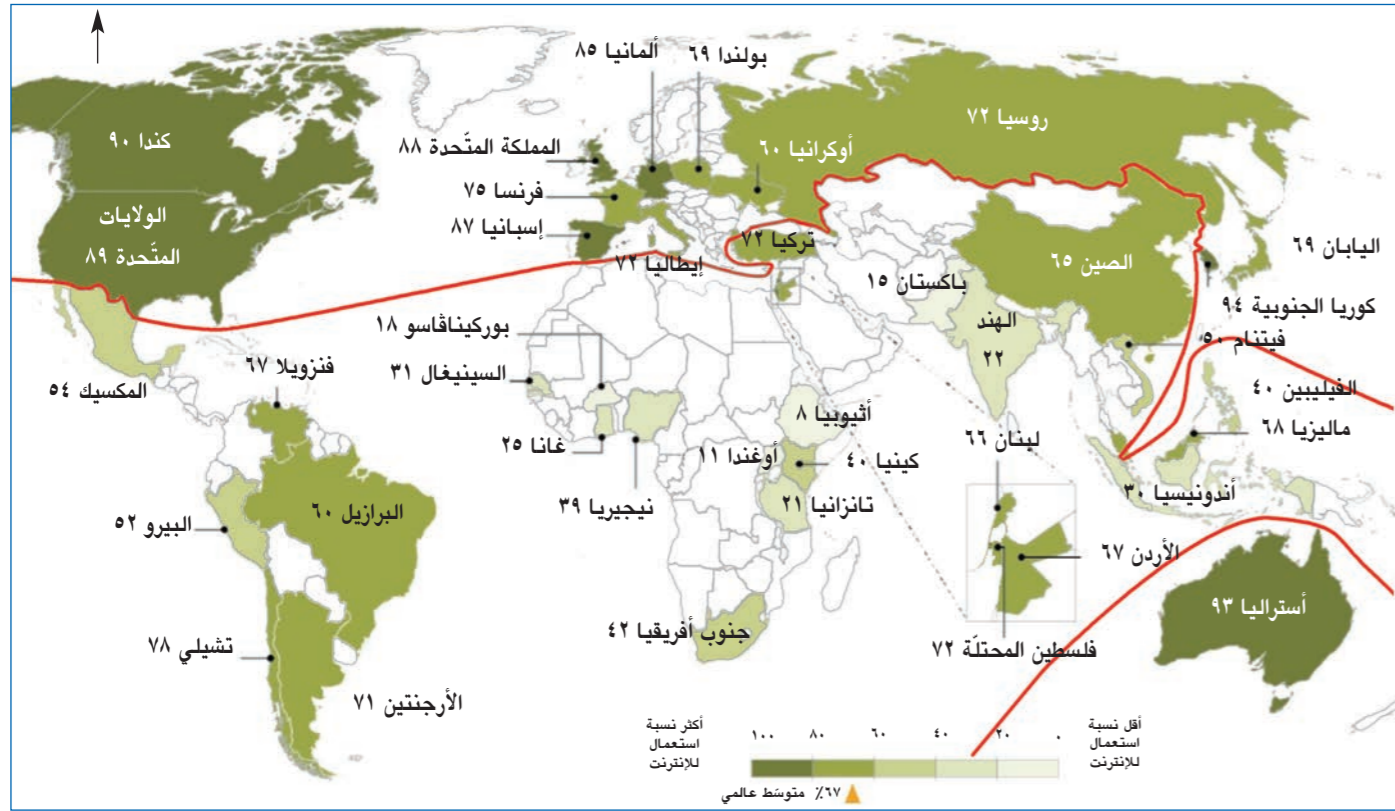 بولندا ٦٩
ألمانيا ٨٥
روسيا ٧٢
كندا ٩٠
أوكرانيا ٦٠
المملكة المتّحدة ٨٨
فرنسا ٧٥
إسبانيا ٨٧
الولايات
المتّحدة ٨٩
تركيا ٧٢
إيطاليا ٧٢
الصين ٦٥
اليابان ٦٩
باكستان ١٥
كوريا الجنوبية ٩٤
الهند
٢٢
فيتنام ٥٠
بوركيناڤاسو ١٨
السينيغال ٣١
فنزويلا ٦٧
المكسيك ٥٤
الفيليبين ٤٠
ماليزيا ٦٨
أثيوبيا ٨
لبنان ٦٦
غانا ٢٥
أوغندا ١١
كينيا ٤٠
نيجيريا ٣٩
تانزانيا ٢١
أندونيسيا ٣٠
البرازيل ٦٠
البيرو ٥٢
الأردن ٦٧
أستراليا ٩٣
جنوب أفريقيا ٤٢
فلسطين المحتلّة ٧٢
تشيلي ٧٨
الأرجنتين ٧١
أقل نسبة
استعمال
للإنترنت
٠ ٢٠ ٤٠ ٦٠ ٨٠ ١٠٠
أكثر نسبة
استعمال
للإنترنت
٦٧٪ متوسّط عالمي